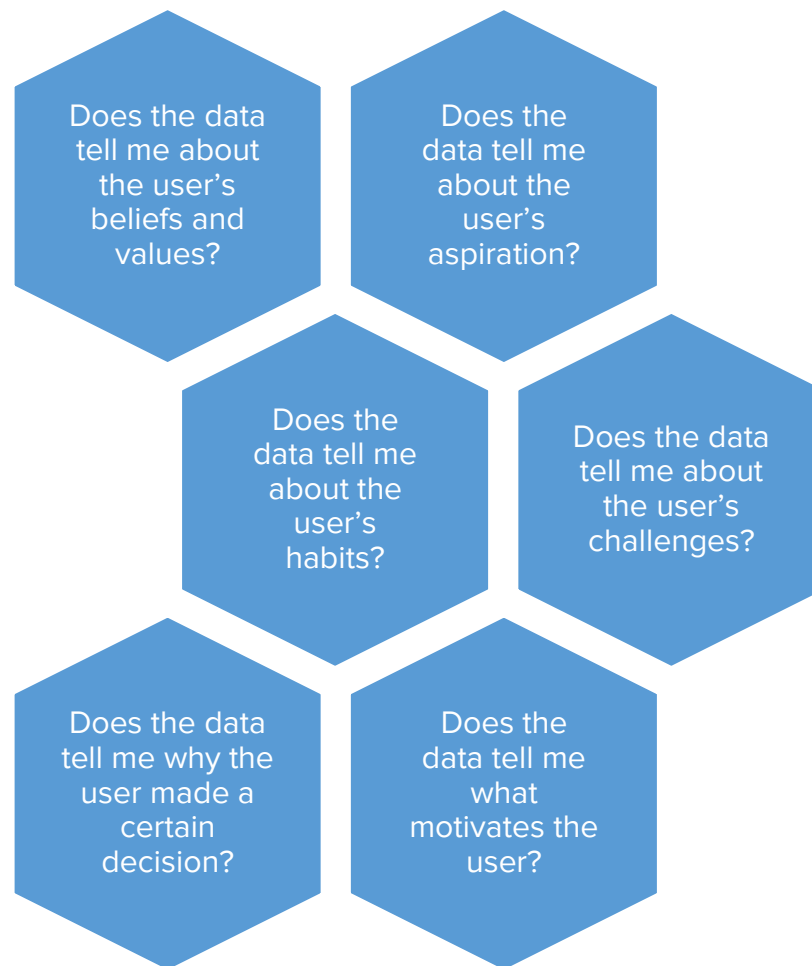 Does the data
tell me about
the user’s
beliefs and
values?
Does the
data tell me
about the
user’s
aspiration?
Does the
data tell me
about the
user’s
habits?
Does the data
tell me about
the user’s
challenges?
Does the data
tell me why the
user made a
certain
decision?
Does the
data tell me
what
motivates the
user?